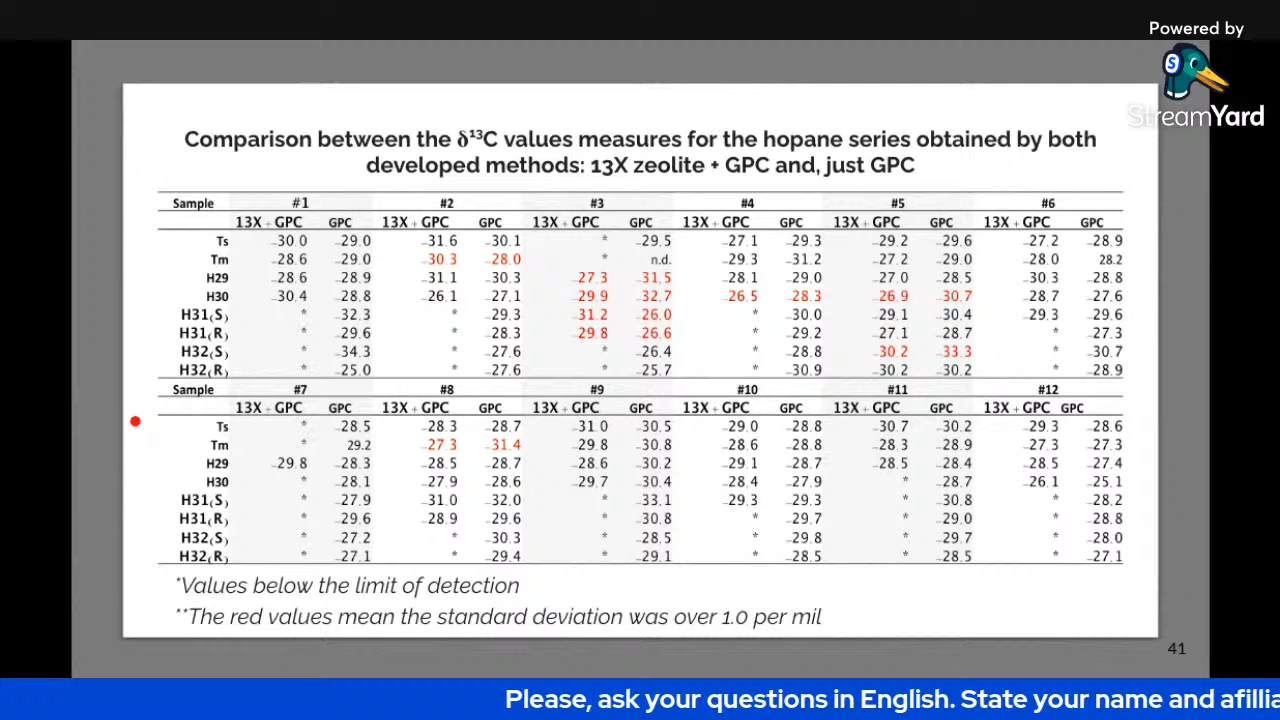 Powered by
StreamYard
Comparison between the δ¹³C values measures for the hopane series obtained by both
developed methods: 13X zeolite + GPC and, just GPC
Sample #1 #2 #3 #4 #5 #6
13X + GPC GPC 13X + GPC GPC 13X + GPC GPC 13X + GPC GPC 13X + GPC GPC 13X + GPC GPC
Ts -30.0 -29.0 -31.6 -30.1 * -29.5 -27.1 -29.3 -29.2 -29.6 -27.2 -28.9
Tm -28.6 -29.0 -30.3 -28.0 * n.d. -29.3 -31.2 -27.2 -29.0 -28.0 28.2
H29 -28.6 -28.9 -31.1 -30.3 -27.3 -31.5 -28.1 -29.0 -27.0 -28.5 -30.3 -28.8
H30 -30.4 -28.8 -26.1 -27.1 -29.9 -32.7 -26.5 -28.3 -26.9 -30.7 -28.7 -27.6
H31(S) * -32.3 * -29.3 -31.2 -26.0 * -30.0 -29.1 -30.4 -29.3 -29.6
H31(R) * -29.6 * -28.3 -29.8 -26.6 * -29.2 -27.1 -28.7 * -27.3
H32(S) * -34.3 * -27.6 * -26.4 * -28.8 -30.2 -33.3 * -30.7
H32(R) * -25.0 * -27.6 * -25.7 * -30.9 -30.2 -30.2 * -28.9
Sample #7 #8 #9 #10 #11 #12
13X + GPC GPC 13X + GPC GPC 13X + GPC GPC 13X + GPC GPC 13X + GPC GPC 13X + GPC GPC
Ts * -28.5 -28.3 -28.7 -31.0 -30.5 -29.0 -28.8 -30.7 -30.2 -29.3 -28.6
Tm * 29.2 -27.3 -31.4 -29.8 -30.8 -28.6 -28.8 -28.3 -28.9 -27.3 -27.3
H29 -29.8 -28.3 -28.5 -28.7 -28.6 -30.2 -29.1 -28.7 -28.5 -28.4 -28.5 -27.4
H30 * -28.1 -27.9 -28.6 -29.7 -30.4 -28.4 -27.9 * -28.7 -26.1 -25.1
H31(S) * -27.9 -31.0 -32.0 * -33.1 -29.3 -29.3 * -30.8 * -28.2
H31(R) * -29.6 -28.9 -29.6 * -30.8 * -29.7 * -29.0 * -28.8
H32(S) * -27.2 * -30.3 * -28.5 * -29.8 * -29.7 * -28.0
H32(R) * -27.1 * -29.4 * -29.1 * -28.5 * -28.5 * -27.1
*Values below the limit of detection
**The red values mean the standard deviation was over 1.0 per mil
41
Please, ask your questions in English. State your name and afillia